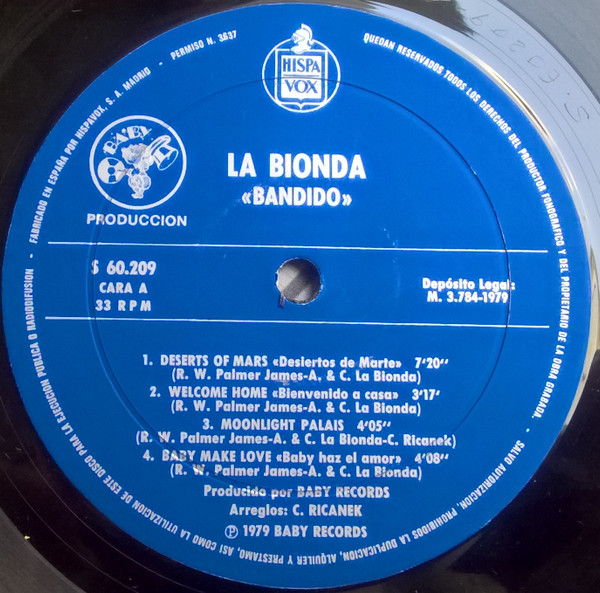 HISPA
VOX
BABY
PRODUCCION
LA BIONDA
«BANDIDO»
S 60.209
CARA A
33 RPM
Depósito Legal:
M. 3.784-1979
1. DESERTS OF MARS «Desiertos de Marte» 7'20''
(R. W. Palmer James-A. & C. La Bionda)
2. WELCOME HOME «Bienvenido a casa» 3'17'
(R. W. Palmer James-A. & C. La Bionda)
3. MOONLIGHT PALAIS 4'05''
(R. W. Palmer James-A. & C. La Bionda-C. Ricanek)
4. BABY MAKE LOVE «Baby haz el amor» 4'08''
(R. W. Palmer James-A. & C. La Bionda)
Producido por BABY RECORDS
Arreglos: C. RICANEK
Ⓟ 1979 BABY RECORDS
FABRICADO EN ESPAÑA POR HISPAVOX, S. A. MADRID - PERMISO N. 3637
QUEDAN RESERVADOS TODOS LOS DERECHOS DEL PRODUCTOR FONOGRAFICO Y DEL PROPIETARIO DE LA OBRA GRABADA. - SALVO AUTORIZACION, PROHIBIDOS LA DUPLICACION, ALQUILER Y PRESTAMO, ASI COMO LA UTILIZACION DE ESTE DISCO PARA LA EJECUCION PUBLICA O RADIODIFUSION -